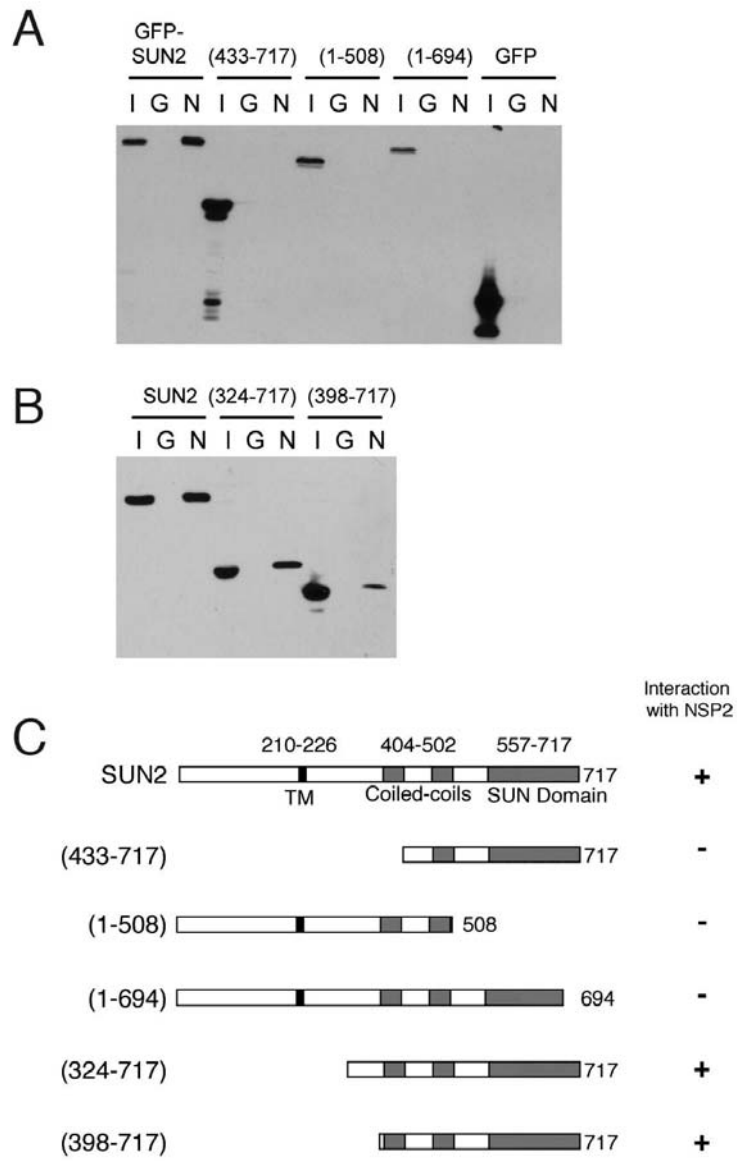 A
GFP-
SUN2 (433-717) (1-508) (1-694) GFP
I G N I G N I G N I G N I G N
B
SUN2 (324-717) (398-717)
I G N I G N I G N
Interaction
with NSP2
C
210-226 404-502 557-717
SUN2 717 +
TM Coiled-coils SUN Domain
(433-717) 717 -
(1-508) 508 -
(1-694) 694 -
(324-717) 717 +
(398-717) 717 +